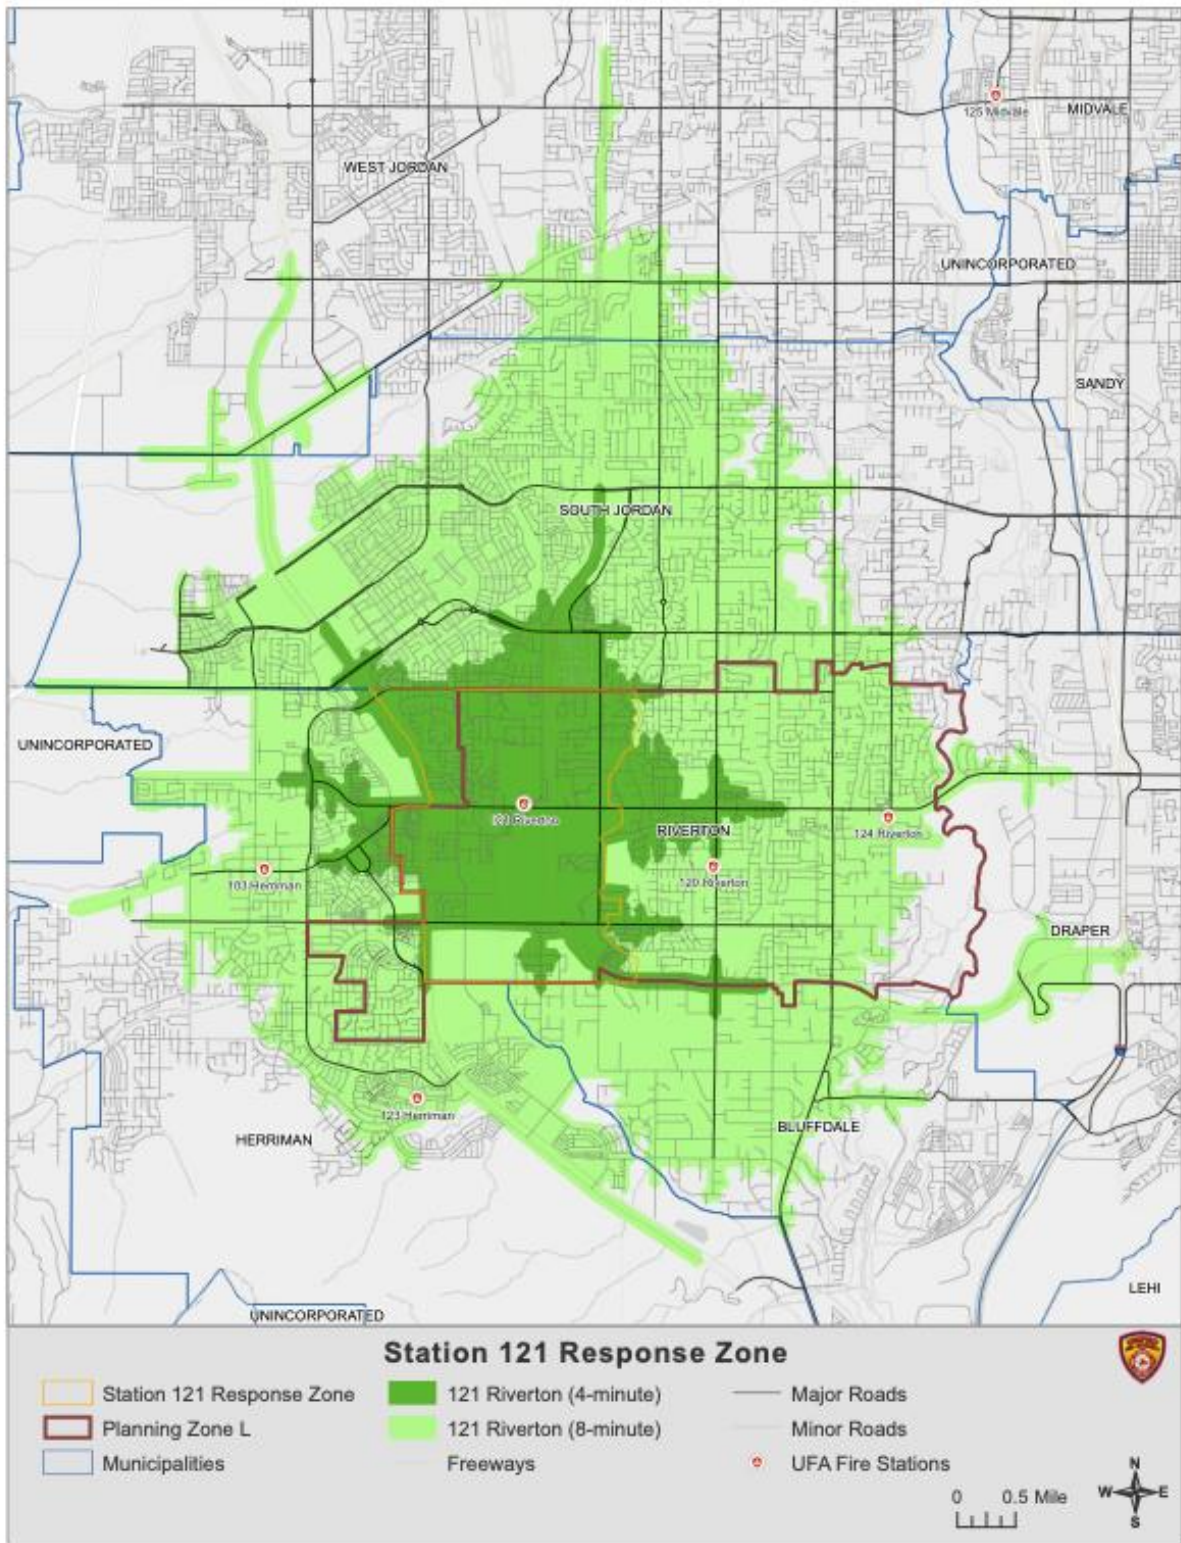 125 Midvale
MIDVALE
WEST JORDAN
UNINCORPORATED
SANDY
SOUTH JORDAN
UNINCORPORATED
121 Riverton
RIVERTON
124 Riverton
103 Herriman
120 Riverton
DRAPER
123 Herriman
HERRIMAN
BLUFFDALE
LEHI
UNINCORPORATED
Station 121 Response Zone
Station 121 Response Zone
121 Riverton (4-minute)
Major Roads
Planning Zone L
121 Riverton (8-minute)
Minor Roads
Municipalities
Freeways
UFA Fire Stations
0 0.5 Mile
N
W E
S